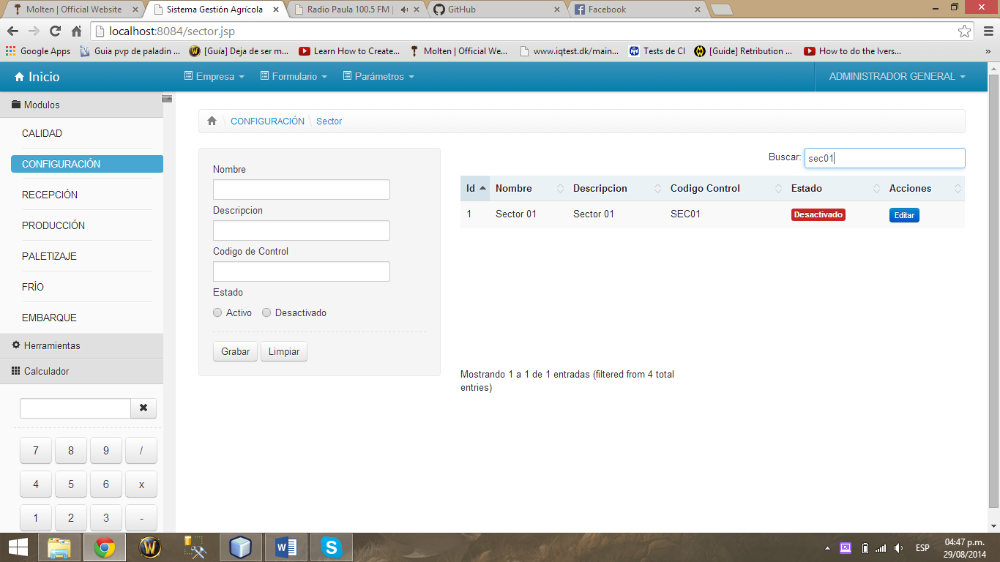 Molten | Official Website
Sistema Gestión Agrícola
Radio Paula 100.5 FM |
GitHub
Facebook
localhost:8084/sector.jsp
Google Apps
Guia pvp de paladin ...
[Guía] Deja de ser m...
Learn How to Create...
Molten | Official We...
www.iqtest.dk/main...
Tests de CI
[Guide] Retribution ...
How to do the Ivers...
»
Inicio
Empresa
Formulario
Parámetros
ADMINISTRADOR GENERAL
Modulos
CALIDAD
CONFIGURACIÓN
RECEPCIÓN
PRODUCCIÓN
PALETIZAJE
FRÍO
EMBARQUE
Herramientas
Calculador
7 8 9 /
4 5 6 x
1 2 3 -
CONFIGURACIÓN \ Sector
Nombre
Descripcion
Codigo de Control
Estado
Activo Desactivado
Grabar Limpiar
Buscar: sec01
Id Nombre Descripcion Codigo Control Estado Acciones
1 Sector 01 Sector 01 SEC01 Desactivado Editar
Mostrando 1 a 1 de 1 entradas (filtered from 4 total
entries)
ESP
04:47 p.m.
29/08/2014